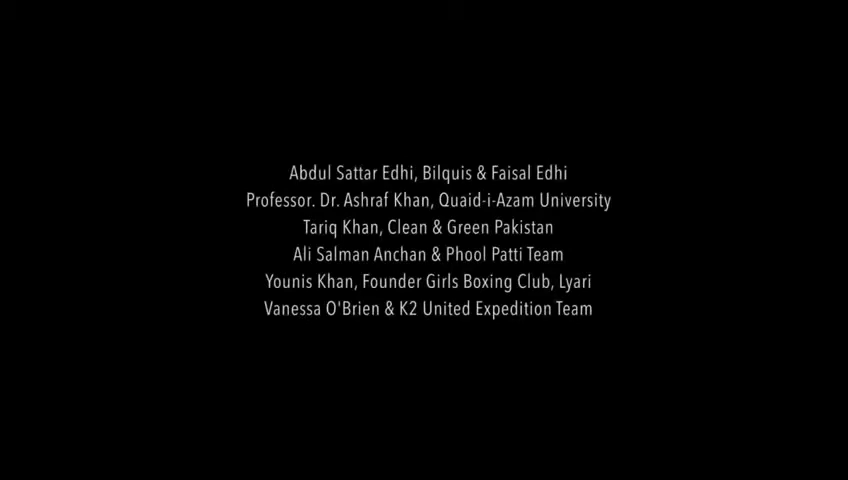 Abdul Sattar Edhi, Bilquis & Faisal Edhi
Professor. Dr. Ashraf Khan, Quaid-i-Azam University
Tariq Khan, Clean & Green Pakistan
Ali Salman Anchan & Phool Patti Team
Younis Khan, Founder Girls Boxing Club, Lyari
Vanessa O'Brien & K2 United Expedition Team